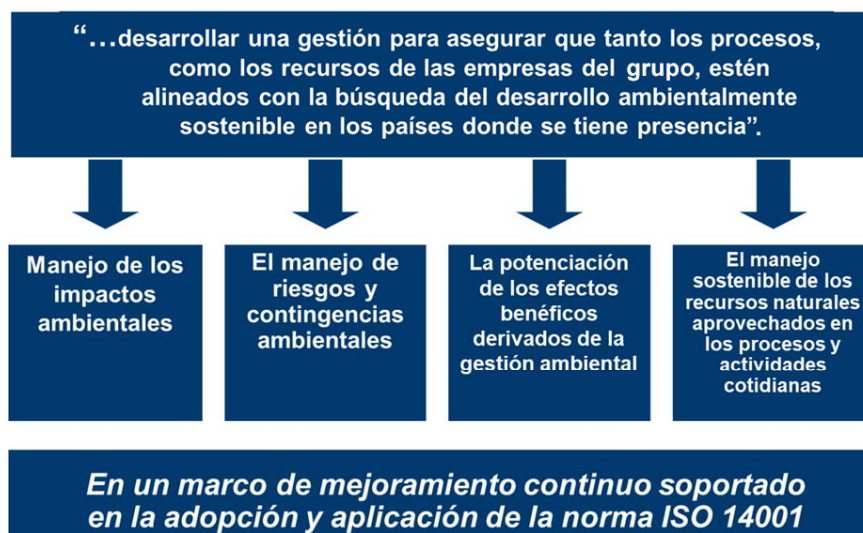 “…desarrollar una gestión para asegurar que tanto los procesos,
como los recursos de las empresas del grupo, estén
alineados con la búsqueda del desarrollo ambientalmente
sostenible en los países donde se tiene presencia”.
Manejo de los
impactos
ambientales
El manejo de
riesgos y
contingencias
ambientales
La potenciación
de los efectos
benéficos
derivados de la
gestión ambiental
El manejo
sostenible de los
recursos naturales
aprovechados en
los procesos y
actividades
cotidianas
En un marco de mejoramiento continuo soportado
en la adopción y aplicación de la norma ISO 14001